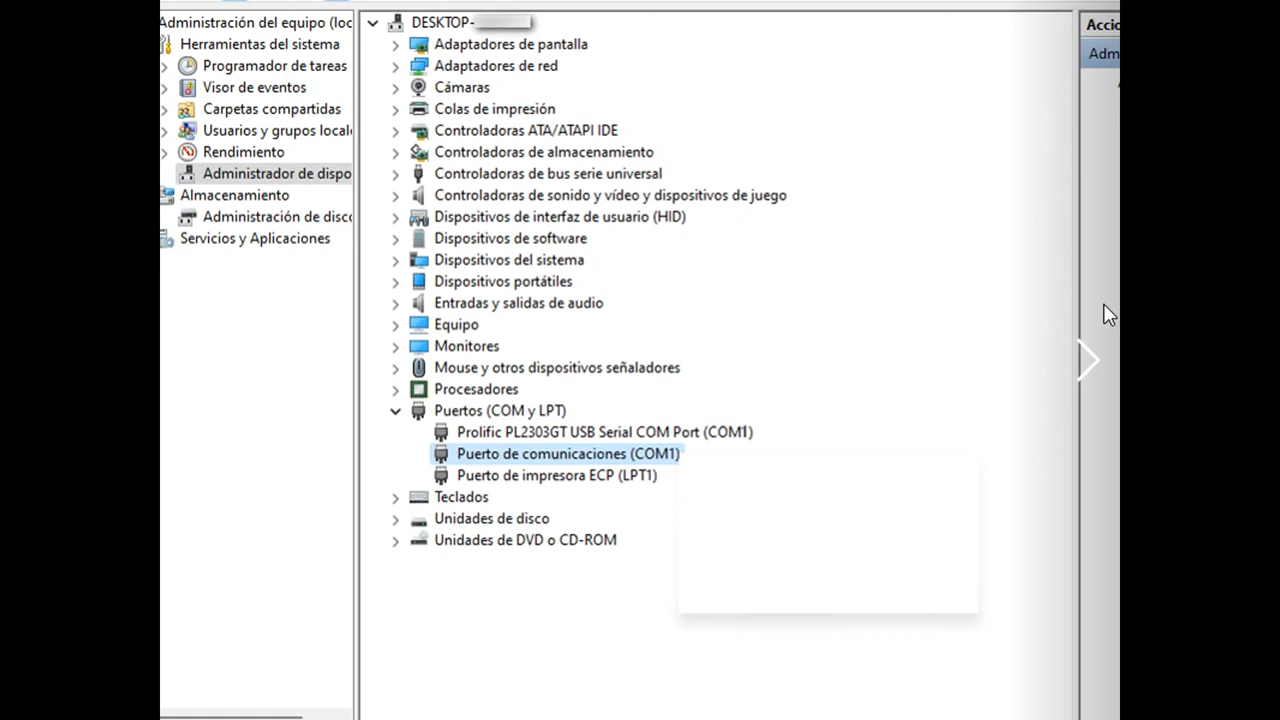 Administración del equipo (loc
Herramientas del sistema
Programador de tareas
Visor de eventos
Carpetas compartidas
Usuarios y grupos locale
Rendimiento
Administrador de dispo
Almacenamiento
Administración de disco
Servicios y Aplicaciones
DESKTOP-
Adaptadores de pantalla
Adaptadores de red
Cámaras
Colas de impresión
Controladoras ATA/ATAPI IDE
Controladoras de almacenamiento
Controladoras de bus serie universal
Controladoras de sonido y vídeo y dispositivos de juego
Dispositivos de interfaz de usuario (HID)
Dispositivos de software
Dispositivos del sistema
Dispositivos portátiles
Entradas y salidas de audio
Equipo
Monitores
Mouse y otros dispositivos señaladores
Procesadores
Puertos (COM y LPT)
Prolific PL2303GT USB Serial COM Port (COM1)
Puerto de comunicaciones (COM1)
Puerto de impresora ECP (LPT1)
Teclados
Unidades de disco
Unidades de DVD o CD-ROM
Accio
Adm